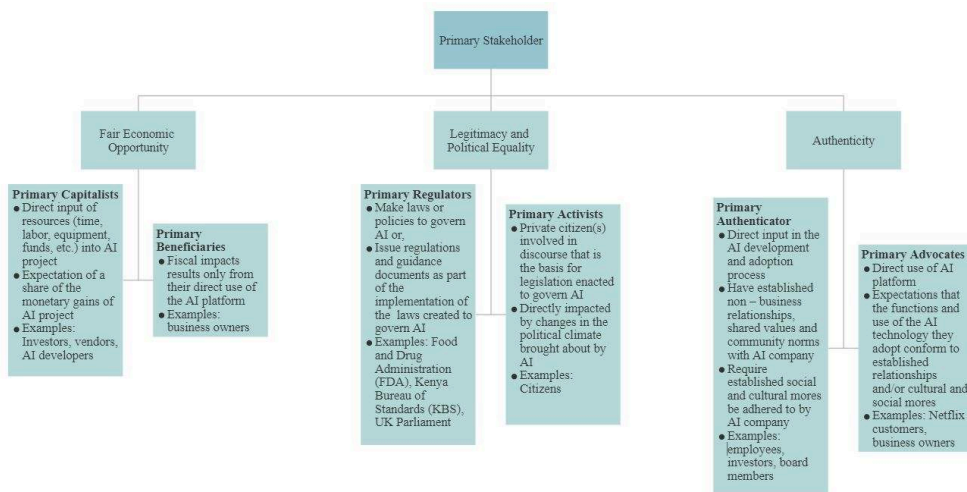 Primary Stakeholder
Fair Economic
Opportunity
Legitimacy and
Political Equality
Authenticity
Primary Capitalists
● Direct input of
resources (time,
labor, equipment,
funds, etc.) into AI
project
● Expectation of a
share of the
monetary gains of
AI project
● Examples:
Investors, vendors,
AI developers
Primary
Beneficiaries
● Fiscal impacts
results only from
their direct use of
the AI platform
● Examples:
business owners
Primary Regulators
● Make laws or
policies to govern
AI or,
● Issue regulations
and guidance
documents as part
of the
implementation of
the laws created to
govern AI
● Examples: Food
and Drug
Administration
(FDA), Kenya
Bureau of
Standards (KBS),
UK Parliament
Primary Activists
● Private citizen(s)
involved in
discourse that is
the basis for
legislation enacted
to govern AI
● Directly impacted
by changes in the
political climate
brought about by
AI
● Examples:
Citizens
Primary
Authenticator
● Direct input in the
AI development
and adoption
process
● Have established
non – business
relationships,
shared values and
community norms
with AI company
● Require
established social
and cultural mores
be adhered to by
AI company
● Examples:
employees,
investors, board
members
Primary Advocates
● Direct use of AI
platform
● Expectations that
the functions and
use of the AI
technology they
adopt conform to
established
relationships
and/or cultural and
social mores
● Examples: Netflix
customers,
business owners